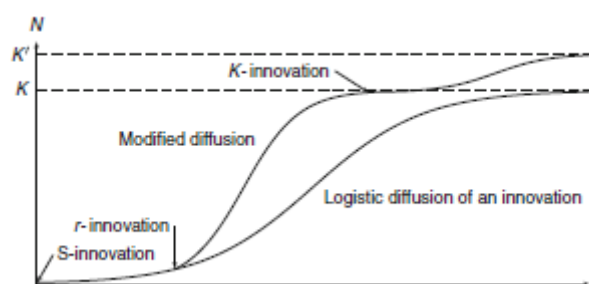 N
K'
K- innovation
K
Modified diffusion
Logistic diffusion of an innovation
r- innovation
S-innovation